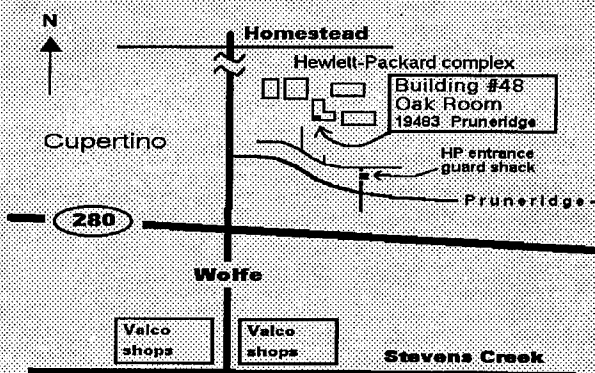 N
Homestead
Hewlett-Packard complex
Building #48
Oak Room
19483 Pruneridge
Cupertino
HP entrance
guard shack
Pruneridge
280
Wolfe
Valco
shops
Valco
shops
Stevens Creek